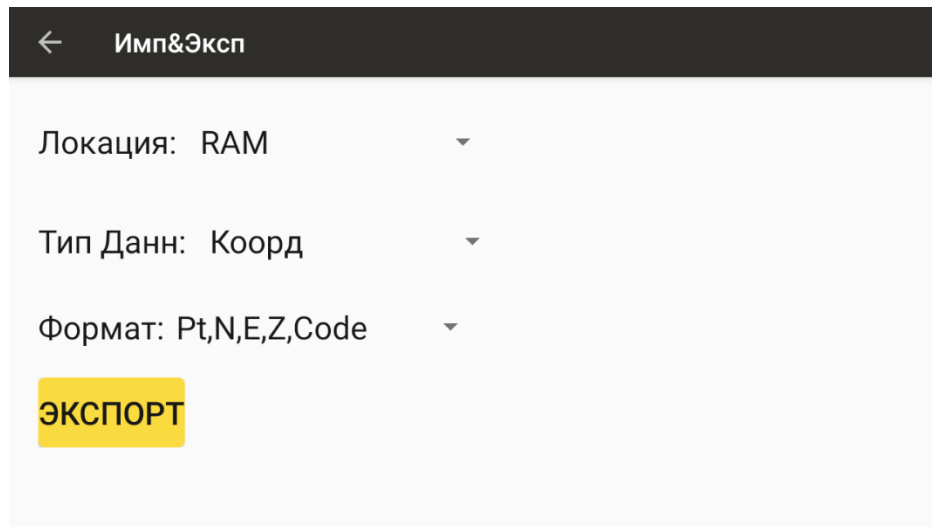 Имп&Эксп
Локация: RAM
Тип Данн: Коорд
Формат: Pt,N,E,Z,Code
ЭКСПОРТ